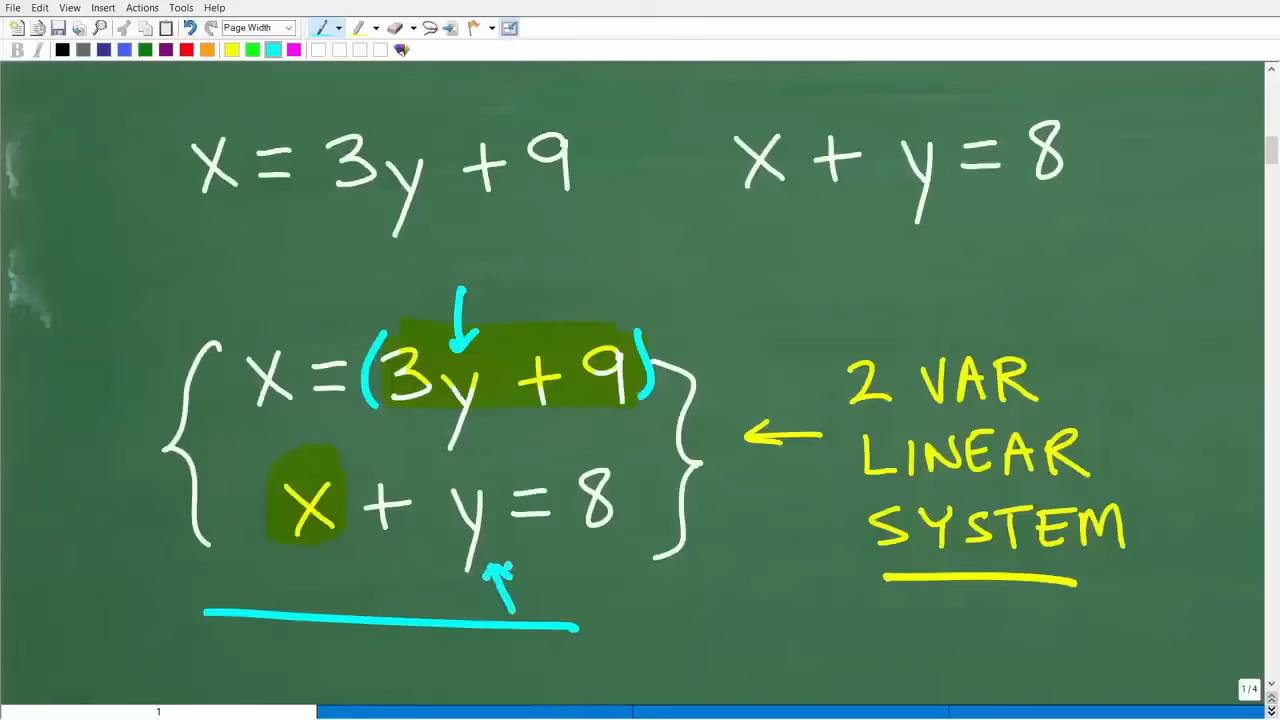 File Edit View Insert Actions Tools Help
Page Width
B I
x = 3y + 9
x + y = 8
x = (3y + 9)
x + y = 8
2 VAR
LINEAR
SYSTEM
1/4
1